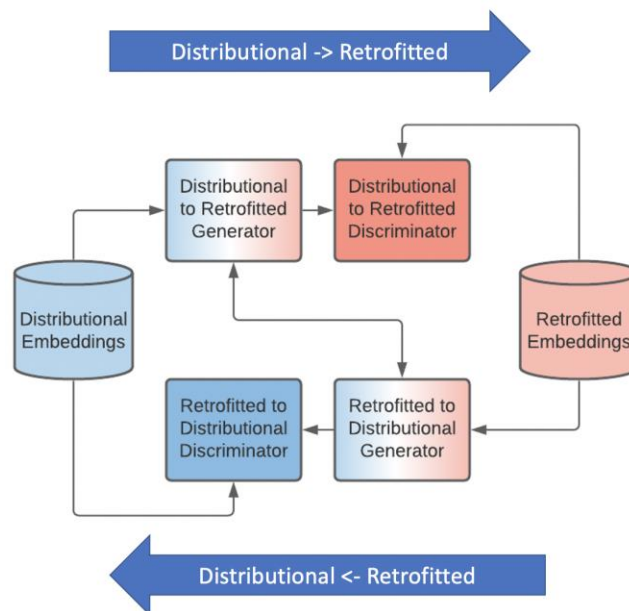 Distributional -> Retrofitted
Distributional
to Retrofitted
Generator
Distributional
to Retrofitted
Discriminator
Distributional
Embeddings
Retrofitted
Embeddings
Retrofitted to
Distributional
Discriminator
Retrofitted to
Distributional
Generator
Distributional <- Retrofitted